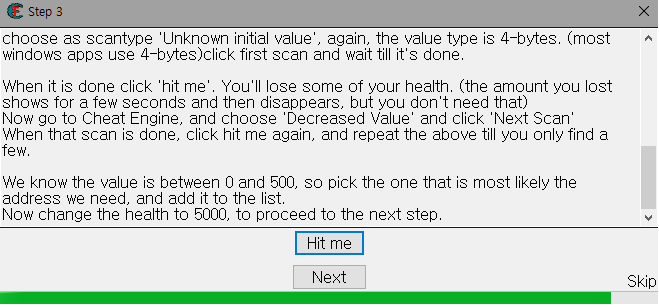 Step 3
choose as scantype 'Unknown initial value', again, the value type is 4-bytes. (most
windows apps use 4-bytes)click first scan and wait till it's done.
When it is done click 'hit me'. You'll lose some of your health. (the amount you lost
shows for a few seconds and then disappears, but you don't need that)
Now go to Cheat Engine, and choose 'Decreased Value' and click 'Next Scan'
When that scan is done, click hit me again, and repeat the above till you only find a
few.
We know the value is between 0 and 500, so pick the one that is most likely the
address we need, and add it to the list.
Now change the health to 5000, to proceed to the next step.
Hit me
Next
Skip